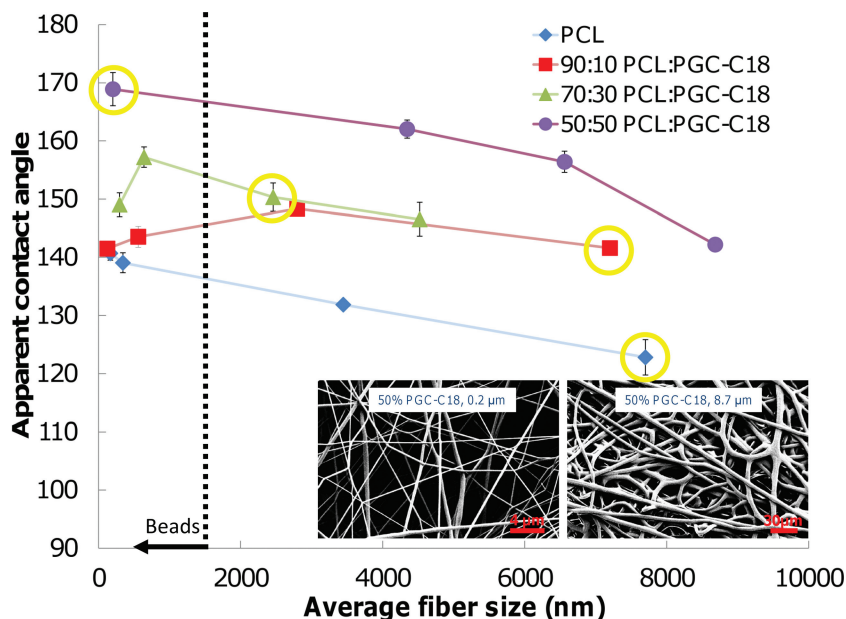 180
170
160
150
140
130
120
110
100
90
Apparent contact angle
PCL
90:10 PCL:PGC-C18
70:30 PCL:PGC-C18
50:50 PCL:PGC-C18
50% PGC-C18, 0.2 µm
50% PGC-C18, 8.7 µm
4 µm
30µm
Beads
0
2000
4000
6000
8000
10000
Average fiber size (nm)